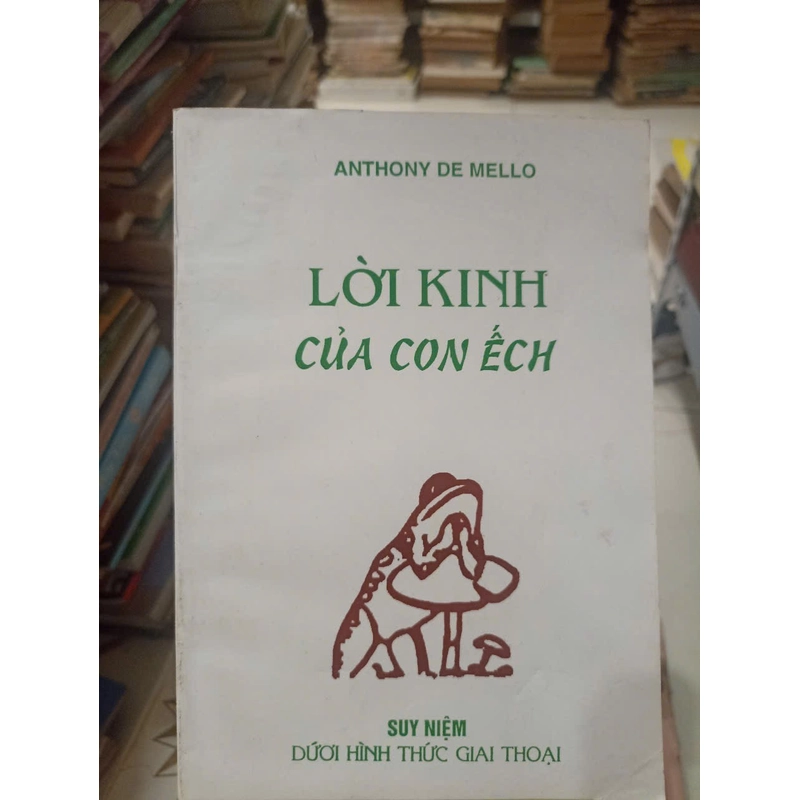 ANTHONY DE MELLO
LỜI KINH
CỦA CON ẾCH
SUY NIỆM
DƯỚI HÌNH THỨC GIAI THOẠI